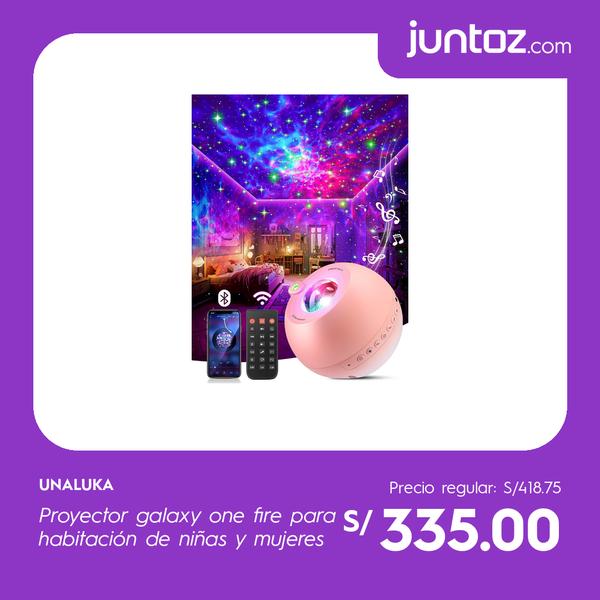 juntoz.com
UNALUKA
Proyector galaxy one fire para
habitación de niñas y mujeres
Precio regular: S/418.75
S/ 335.00